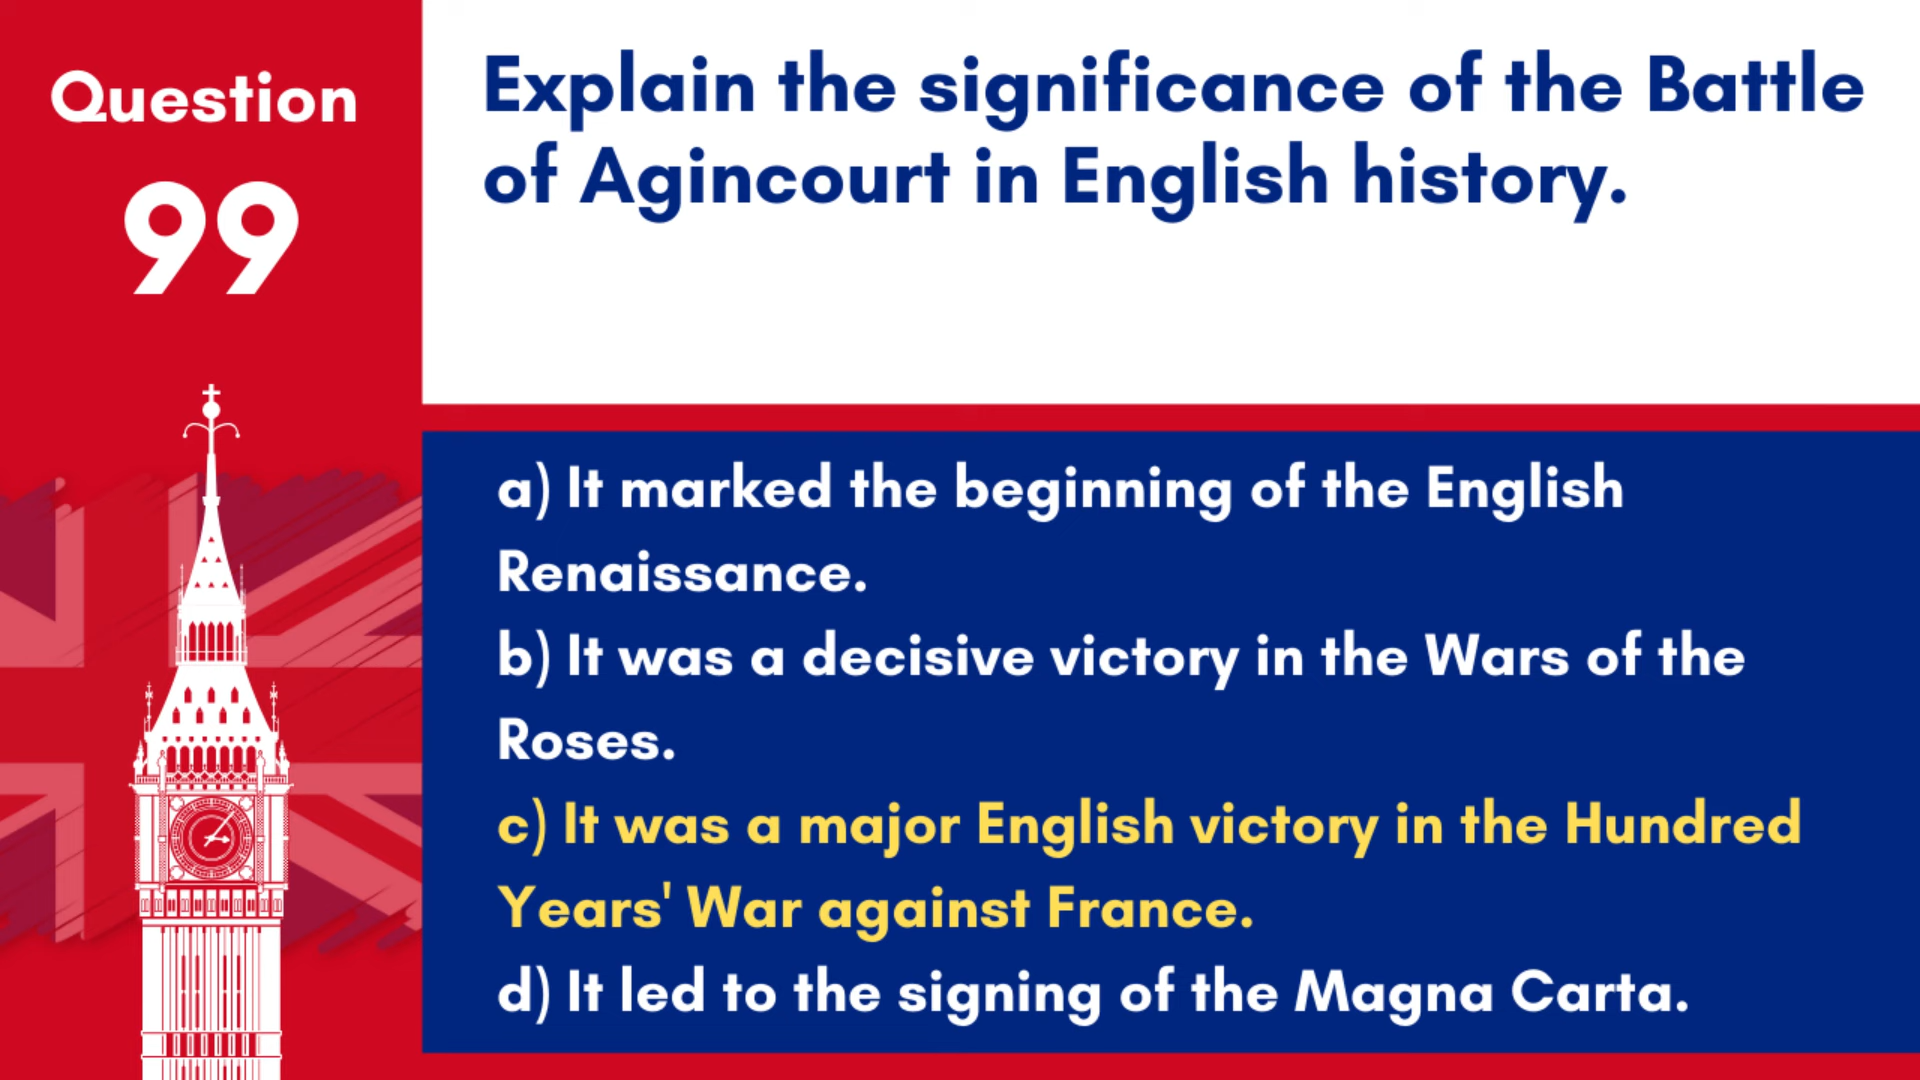 Question
99
Explain the significance of the Battle
of Agincourt in English history.
a) It marked the beginning of the English
Renaissance.
b) It was a decisive victory in the Wars of the
Roses.
c) It was a major English victory in the Hundred
Years' War against France.
d) It led to the signing of the Magna Carta.